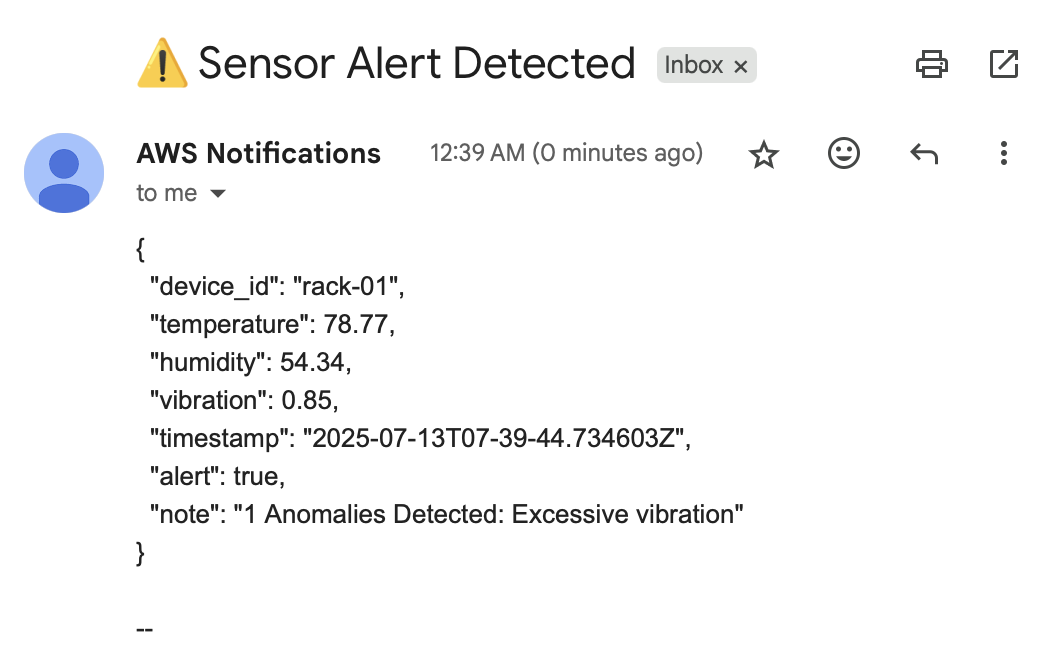 ⚠️ Sensor Alert Detected Inbox ×
AWS Notifications 12:39 AM (0 minutes ago)
to me
{
"device_id": "rack-01",
"temperature": 78.77,
"humidity": 54.34,
"vibration": 0.85,
"timestamp": "2025-07-13T07-39-44.734603Z",
"alert": true,
"note": "1 Anomalies Detected: Excessive vibration"
}
--